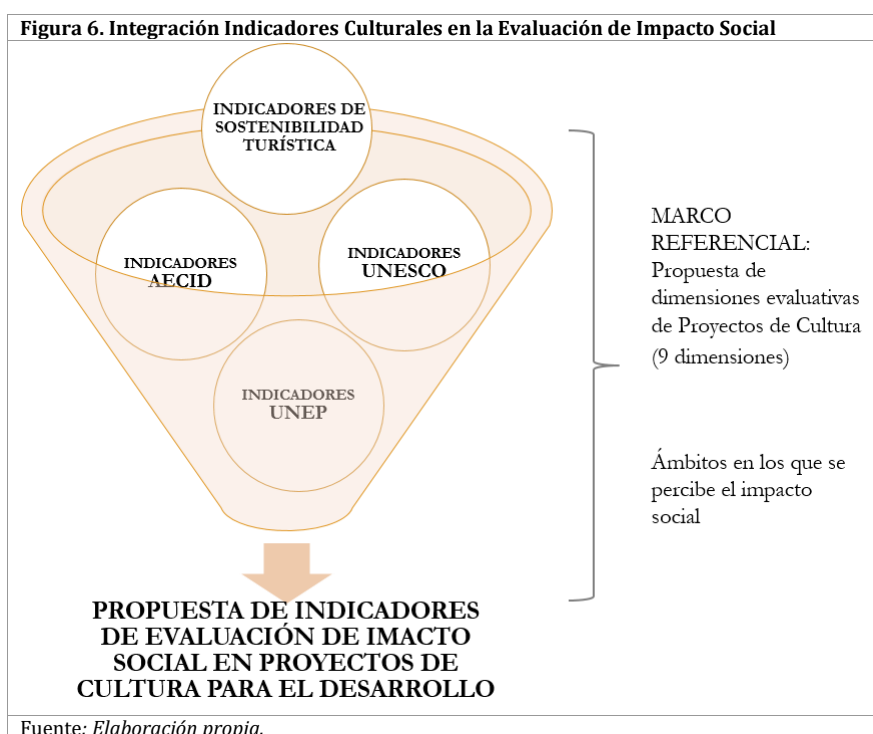 Figura 6. Integración Indicadores Culturales en la Evaluación de Impacto Social
INDICADORES DE
SOSTENIBILIDAD
TURÍSTICA
INDICADORES
AECID
INDICADORES
UNESCO
INDICADORES
UNEP
MARCO
REFERENCIAL:
Propuesta de
dimensiones evaluativas
de Proyectos de Cultura
(9 dimensiones)
Ámbitos en los que se
percibe el impacto
social
PROPUESTA DE INDICADORES
DE EVALUACIÓN DE IMACTO
SOCIAL EN PROYECTOS DE
CULTURA PARA EL DESARROLLO
Fuente: Elaboración propia.